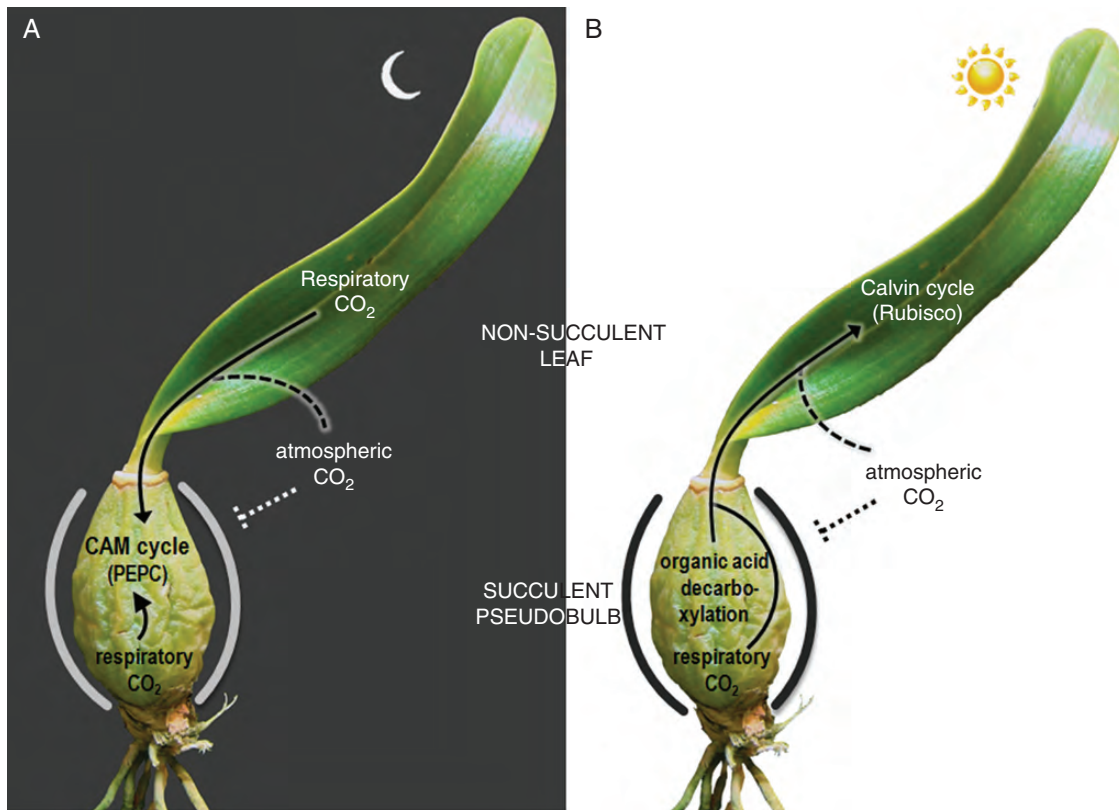 A
Respiratory
CO₂
atmospheric
CO₂
CAM cycle
(PEPC)
respiratory
CO₂
NON-SUCCULENT
LEAF
SUCCULENT
PSEUDOBULB
B
Calvin cycle
(Rubisco)
atmospheric
CO₂
organic acid
decarbo-
xylation
respiratory
CO₂